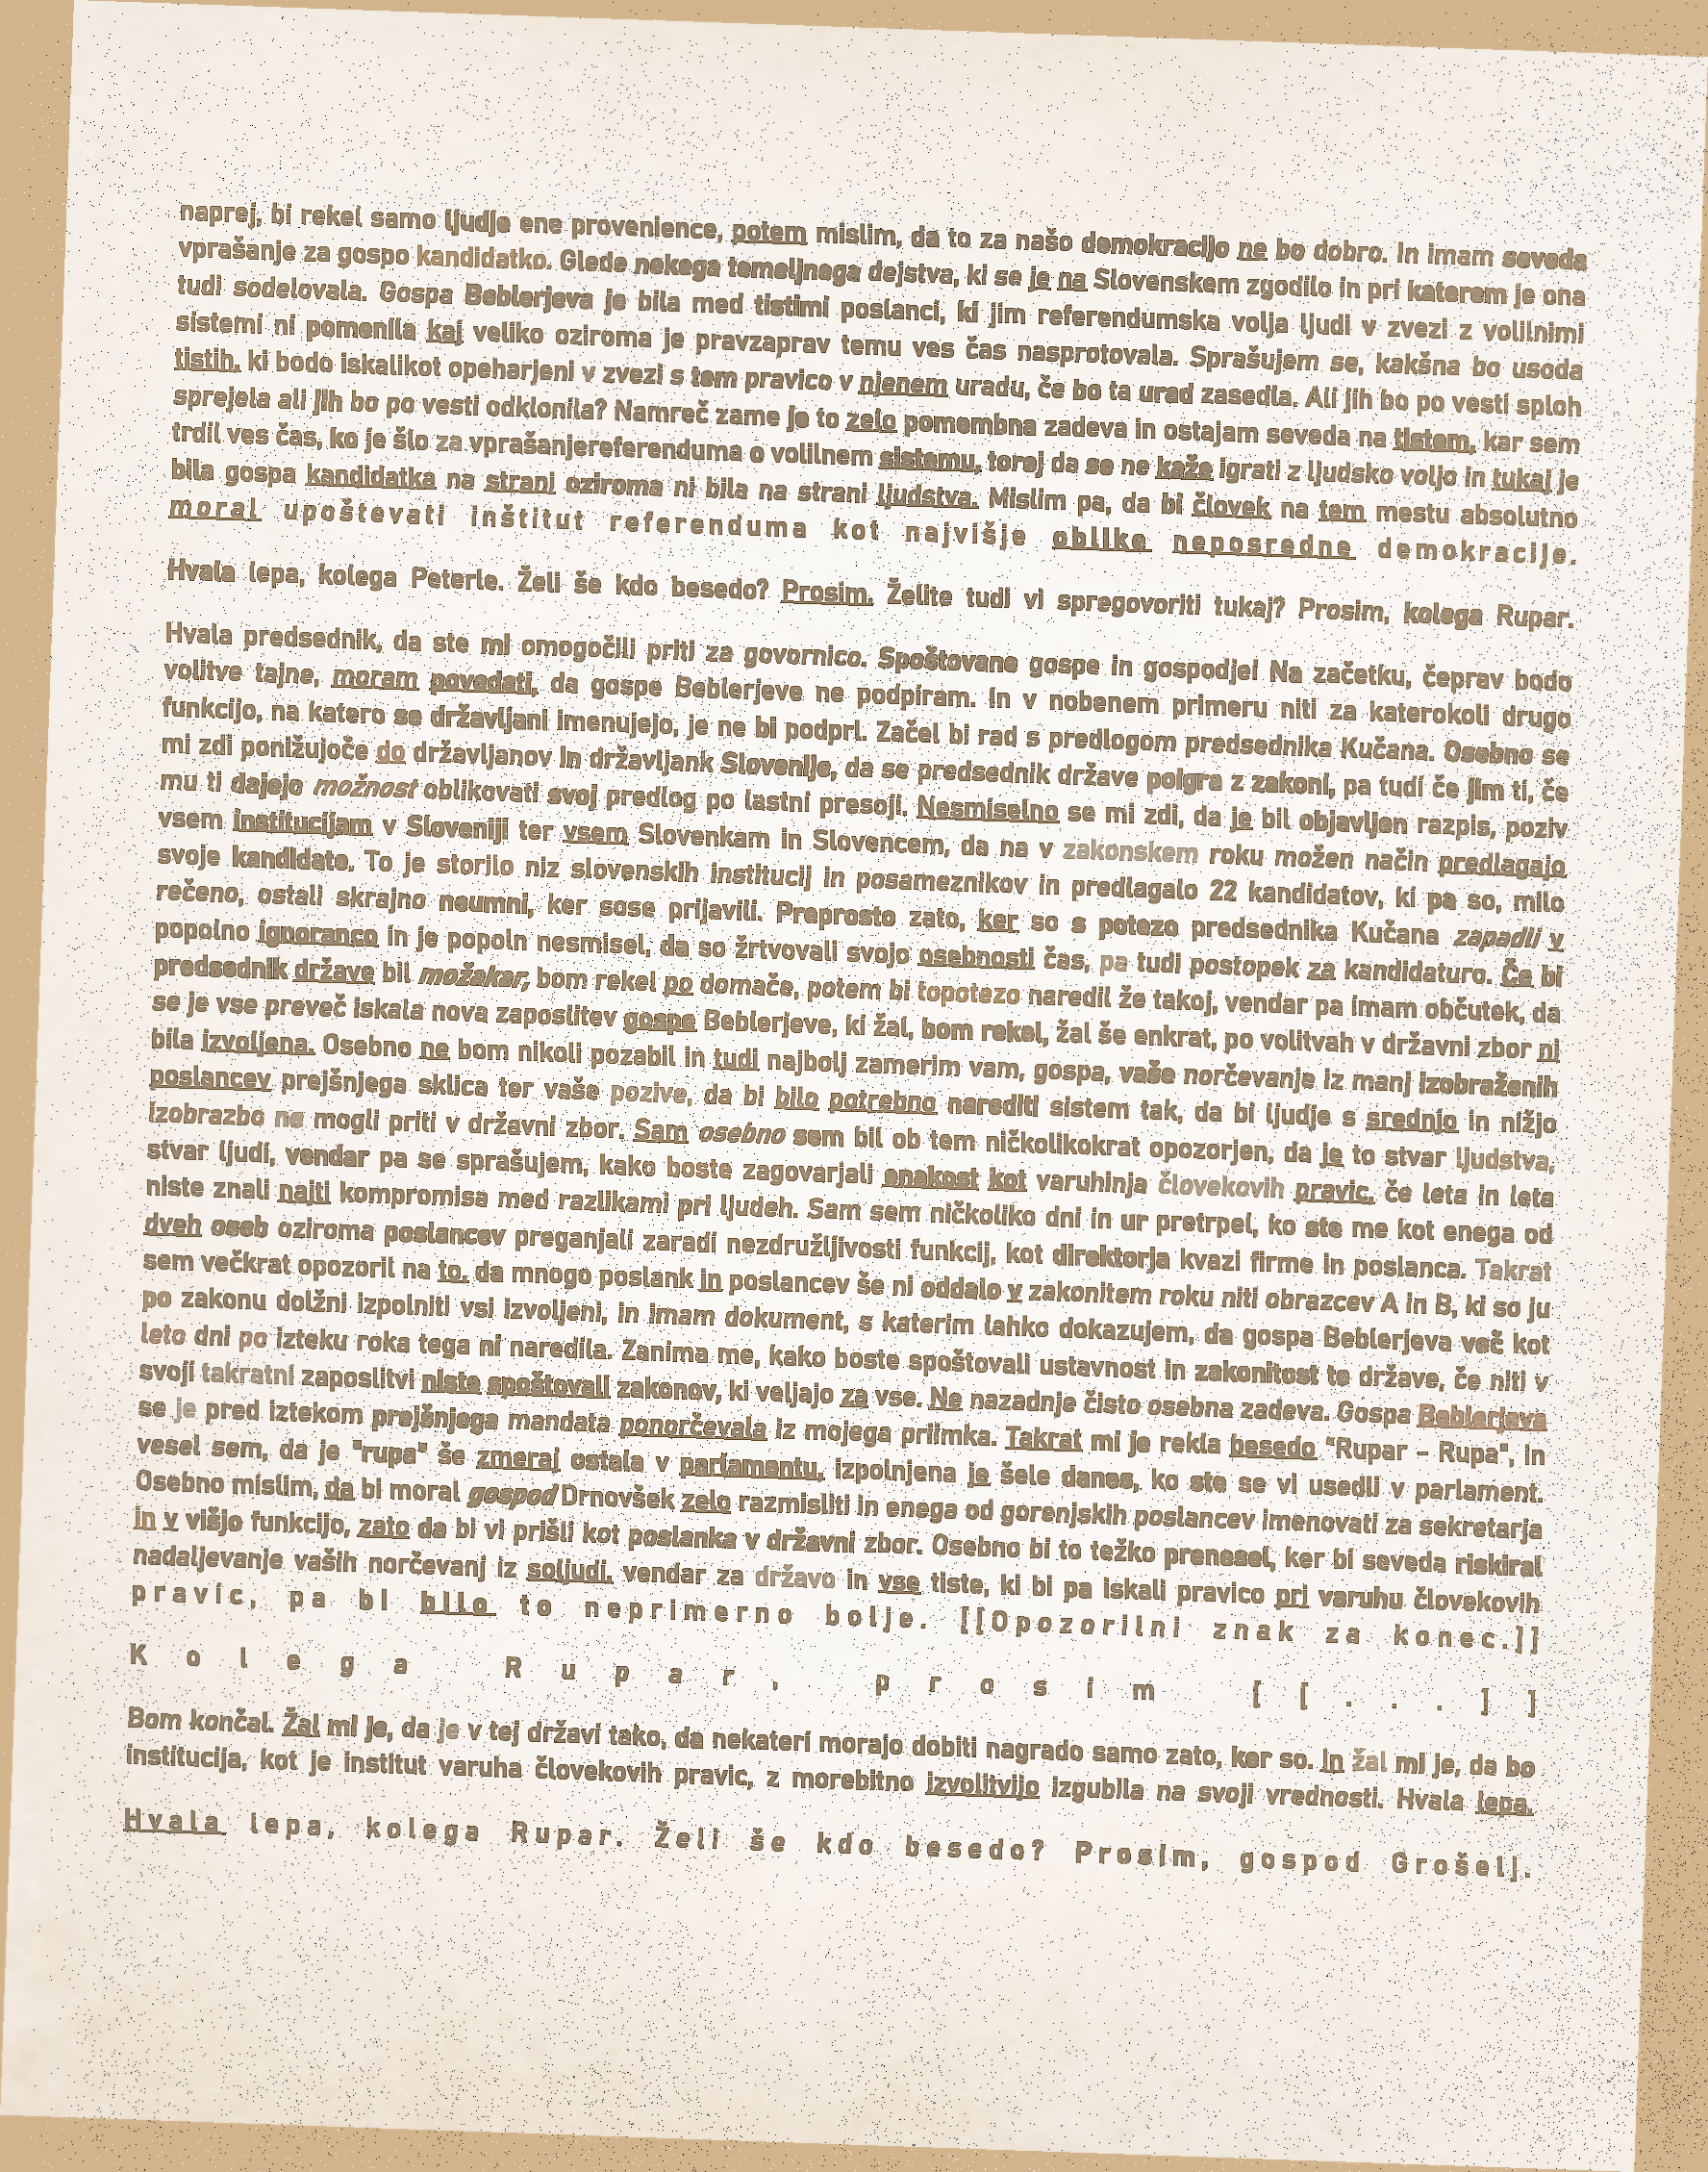 naprej, bi rekel samo ljudje ene provenience, potem mislim, da to za našo demokracijo ne bo dobro. In imam seveda
vprašanje za gospo kandidatko. Glede nekega temeljnega dejstva, ki se je na Slovenskem zgodilo in pri katerem je ona
tudi sodelovala. Gospa Beblerjeva je bila med tistimi poslanci, ki jim referendumska volja ljudi v zvezi z volilnimi
sistemi ni pomenila kaj veliko oziroma je pravzaprav temu ves čas nasprotovala. Sprašujem se, kakšna bo usoda
tistih, ki bodo iskalikot opeharjeni v zvezi s tem pravico v njenem uradu, če bo ta urad zasedla. Ali jih bo po vesti sploh
sprejela ali jih bo po vesti odklonila? Namreč zame je to zelo pomembna zadeva in ostajam seveda na tistem, kar sem
trdil ves čas, ko je šlo za vprašanjereferenduma o volilnem sistemu, torej da se ne kaže igrati z ljudsko voljo in tukaj je
bila gospa kandidatka na strani oziroma ni bila na strani ljudstva. Mislim pa, da bi človek na tem mestu absolutno
moral upoštevati inštitut referenduma kot najvišje oblike neposredne demokracije.
Hvala lepa, kolega Peterle. Želi še kdo besedo? Prosim. Želite tudi vi spregovoriti tukaj? Prosim, kolega Rupar.
Hvala predsednik, da ste mi omogočili priti za govornico. Spoštovane gospe in gospodje! Na začetku, čeprav bodo
volitve tajne, moram povedati, da gospe Beblerjeve ne podpiram. In v nobenem primeru niti za katerokoli drugo
funkcijo, na katero se državljani imenujejo, je ne bi podprl. Začel bi rad s predlogom predsednika Kučana. Osebno se
mi zdi ponižujoče do državljanov in državljank Slovenije, da se predsednik države poigra z zakoni, pa tudi če jim ti, če
mu ti dajejo možnost oblikovati svoj predlog po lastni presoji. Nesmiselno se mi zdi, da je bil objavljen razpis, poziv
vsem institucijam v Sloveniji ter vsem Slovenkam in Slovencem, da na v zakonskem roku možen način predlagajo
svoje kandidate. To je storilo niz slovenskih institucij in posameznikov in predlagalo 22 kandidatov, ki pa so, milo
rečeno, ostali skrajno neumni, ker sose prijavili. Preprosto zato, ker so s potezo predsednika Kučana zapadli v
popolno ignoranco in je popoln nesmisel, da so žrtvovali svojo osebnosti čas, pa tudi postopek za kandidaturo. Če bi
predsednik države bil možakar, bom rekel po domače, potem bi topotezo naredil že takoj, vendar pa imam občutek, da
se je vse preveč iskala nova zaposlitev gospe Beblerjeve, ki žal, bom rekel, žal še enkrat, po volitvah v državni zbor ni
bila izvoljena. Osebno ne bom nikoli pozabil in tudi najbolj zamerim vam, gospa, vaše norčevanje iz manj izobraženih
poslancev prejšnjega sklica ter vaše pozive, da bi bilo potrebno narediti sistem tak, da bi ljudje s srednjo in nižjo
izobrazbo ne mogli priti v državni zbor. Sam osebno sem bil ob tem ničkolikokrat opozorjen, da je to stvar ljudstva,
stvar ljudi, vendar pa se sprašujem, kako boste zagovarjali enakost kot varuhinja človekovih pravic, če leta in leta
niste znali najti kompromisa med razlikami pri ljudeh. Sam sem ničkoliko dni in ur pretrpel, ko ste me kot enega od
dveh oseb oziroma poslancev preganjali zaradi nezdružljivosti funkcij, kot direktorja kvazi firme in poslanca. Takrat
sem večkrat opozoril na to, da mnogo poslank in poslancev še ni oddalo v zakonitem roku niti obrazcev A in B, ki so ju
po zakonu dolžni izpolniti vsi izvoljeni, in imam dokument, s katerim lahko dokazujem, da gospa Beblerjeva več kot
leto dni po izteku roka tega ni naredila. Zanima me, kako boste spoštovali ustavnost in zakonitost te države, če niti v
svoji takratni zaposlitvi niste spoštovali zakonov, ki veljajo za vse. Ne nazadnje čisto osebna zadeva. Gospa Beblerjeva
se je pred iztekom prejšnjega mandata ponorčevala iz mojega priimka. Takrat mi je rekla besedo "Rupar – Rupa", in
vesel sem, da je "rupa" še zmeraj ostala v parlamentu, izpolnjena je šele danes, ko ste se vi usedli v parlament.
Osebno mislim, da bi moral gospod Drnovšek zelo razmisliti in enega od gorenjskih poslancev imenovati za sekretarja
in v višjo funkcijo, zato da bi vi prišli kot poslanka v državni zbor. Osebno bi to težko prenesel, ker bi seveda riskiral
nadaljevanje vaših norčevanj iz soljudi, vendar za državo in vse tiste, ki bi pa iskali pravico pri varuhu človekovih
pravic, pa bi bilo to neprimerno bolje. [[Opozorilni znak za konec.]]
Kolega Rupar, prosim [[...]]
Bom končal. Žal mi je, da je v tej državi tako, da nekateri morajo dobiti nagrado samo zato, ker so. In žal mi je, da bo
institucija, kot je institut varuha človekovih pravic, z morebitno izvolitvijo izgubila na svoji vrednosti. Hvala lepa.
Hvala lepa, kolega Rupar. Želi še kdo besedo? Prosim, gospod Grošelj.